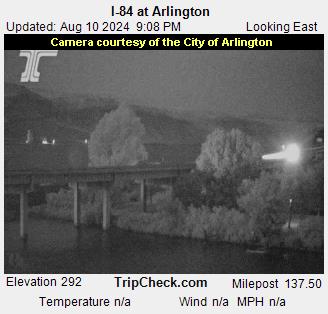 I-84 at Arlington
Updated: Aug 10 2024 9:08 PM Looking East
Camera courtesy of the City of Arlington
Elevation 292 TripCheck.com Milepost 137.50
Temperature n/a Wind n/a MPH n/a